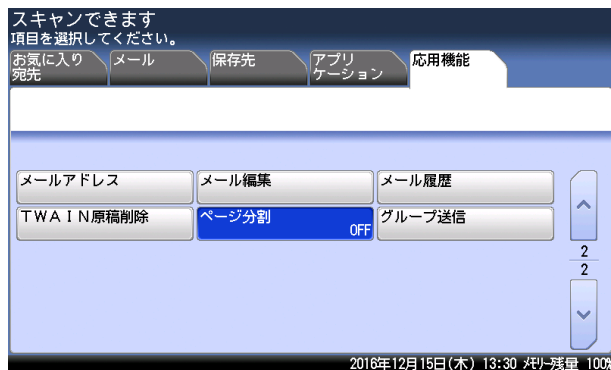 スキャンできます
項目を選択してください。
お気に入り
宛先
メール
保存先
アプリ
ケーション
応用機能
メールアドレス
メール編集
メール履歴
TWAIN原稿削除
ページ分割
OFF
グループ送信
2
2
2016年12月15日(木) 13:30 メモリー残量 100%